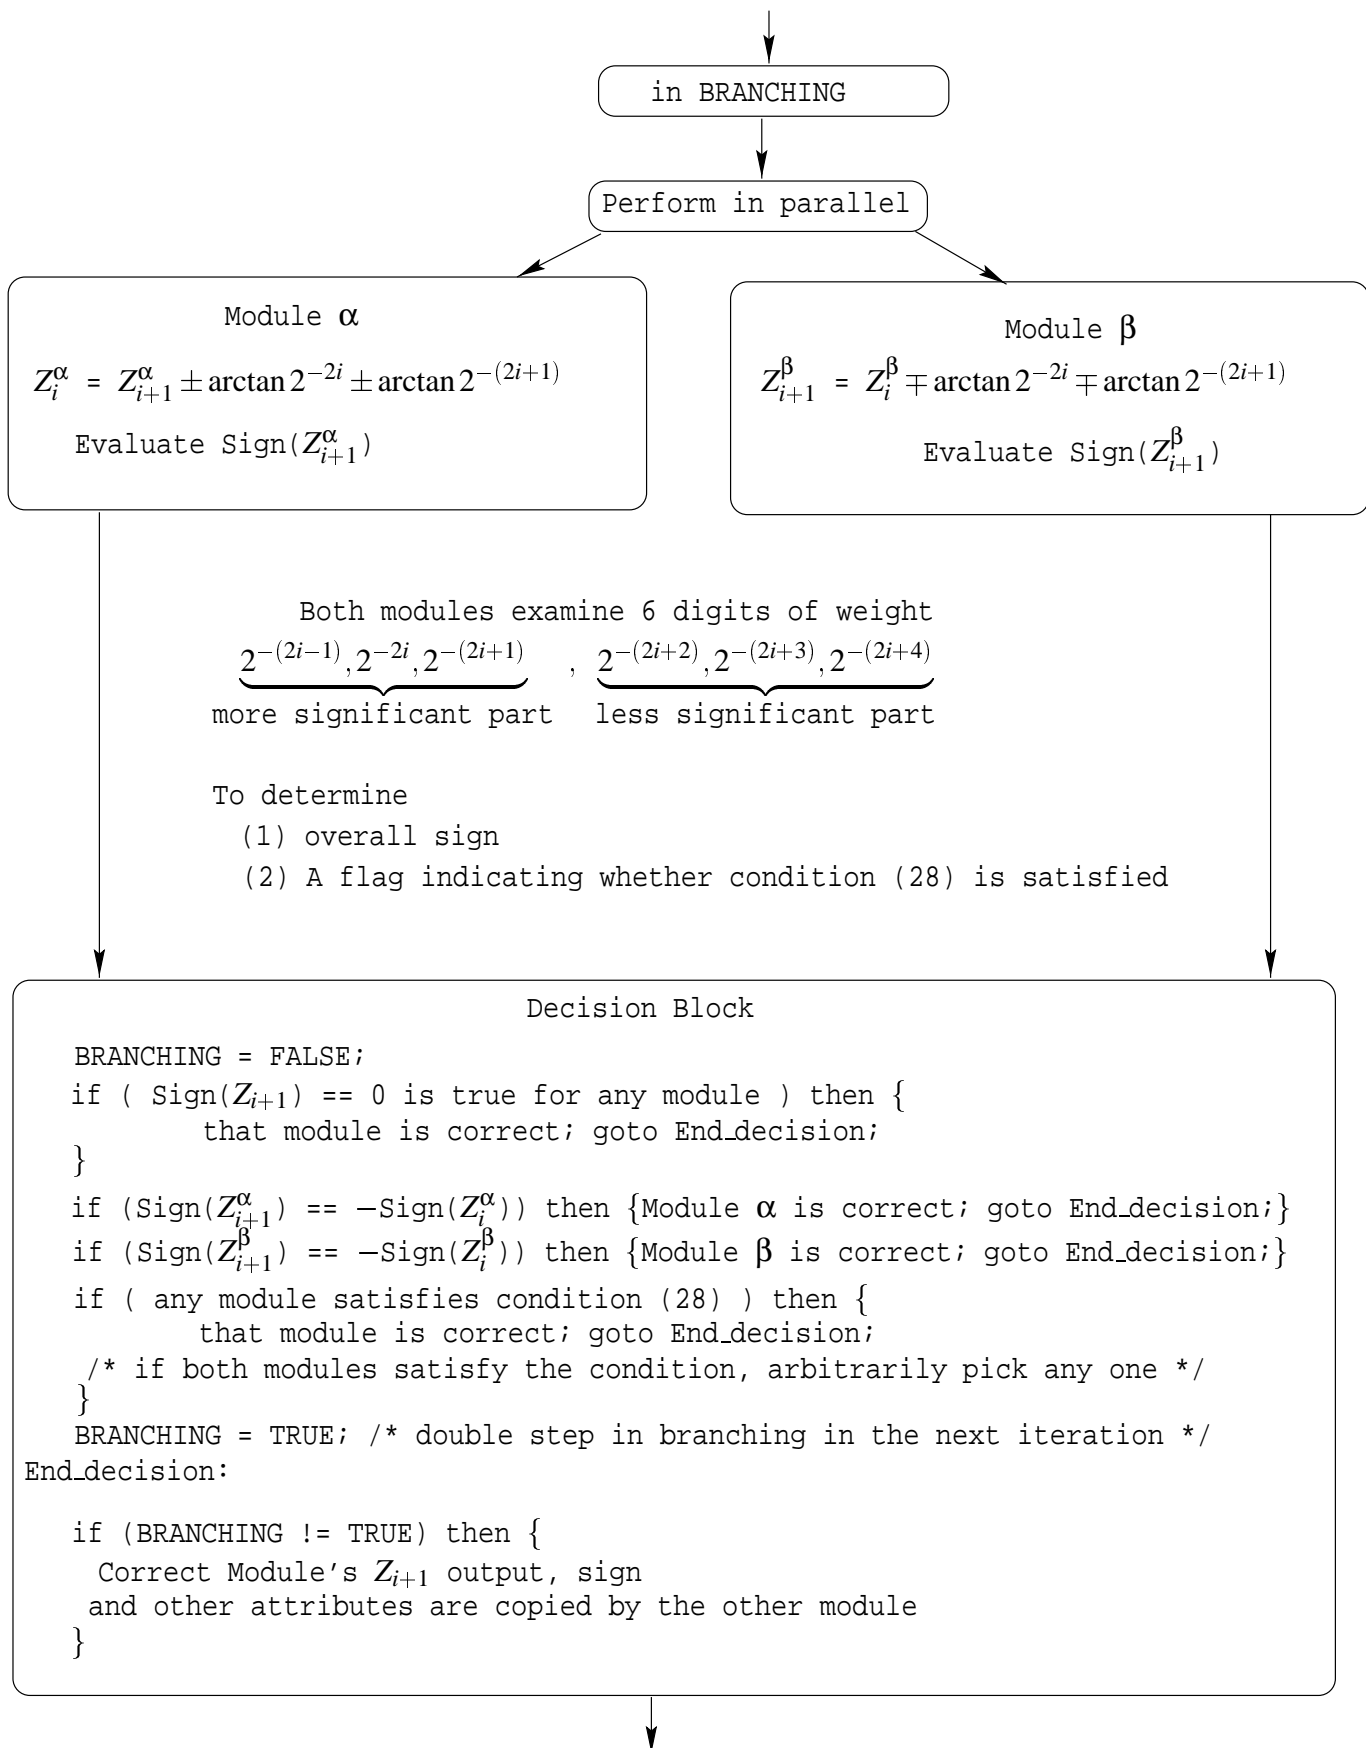 in BRANCHING
Perform in parallel
Module α
Z_i^α = Z_{i+1}^α ± arctan 2^{-2i} ± arctan 2^{-(2i+1)}
Evaluate Sign(Z_{i+1}^α)
Module β
Z_{i+1}^β = Z_i^β ∓ arctan 2^{-2i} ∓ arctan 2^{-(2i+1)}
Evaluate Sign(Z_{i+1}^β)
Both modules examine 6 digits of weight
2^{-(2i-1)}, 2^{-2i}, 2^{-(2i+1)} , 2^{-(2i+2)}, 2^{-(2i+3)}, 2^{-(2i+4)}
more significant part less significant part
To determine
(1) overall sign
(2) A flag indicating whether condition (28) is satisfied
Decision Block
BRANCHING = FALSE;
if ( Sign(Z_{i+1}) == 0 is true for any module ) then {
that module is correct; goto End_decision;
}
if (Sign(Z_{i+1}^α) == −Sign(Z_i^α)) then {Module α is correct; goto End_decision;}
if (Sign(Z_{i+1}^β) == −Sign(Z_i^β)) then {Module β is correct; goto End_decision;}
if ( any module satisfies condition (28) ) then {
that module is correct; goto End_decision;
/* if both modules satisfy the condition, arbitrarily pick any one */
}
BRANCHING = TRUE; /* double step in branching in the next iteration */
End_decision:
if (BRANCHING != TRUE) then {
Correct Module's Z_{i+1} output, sign
and other attributes are copied by the other module
}